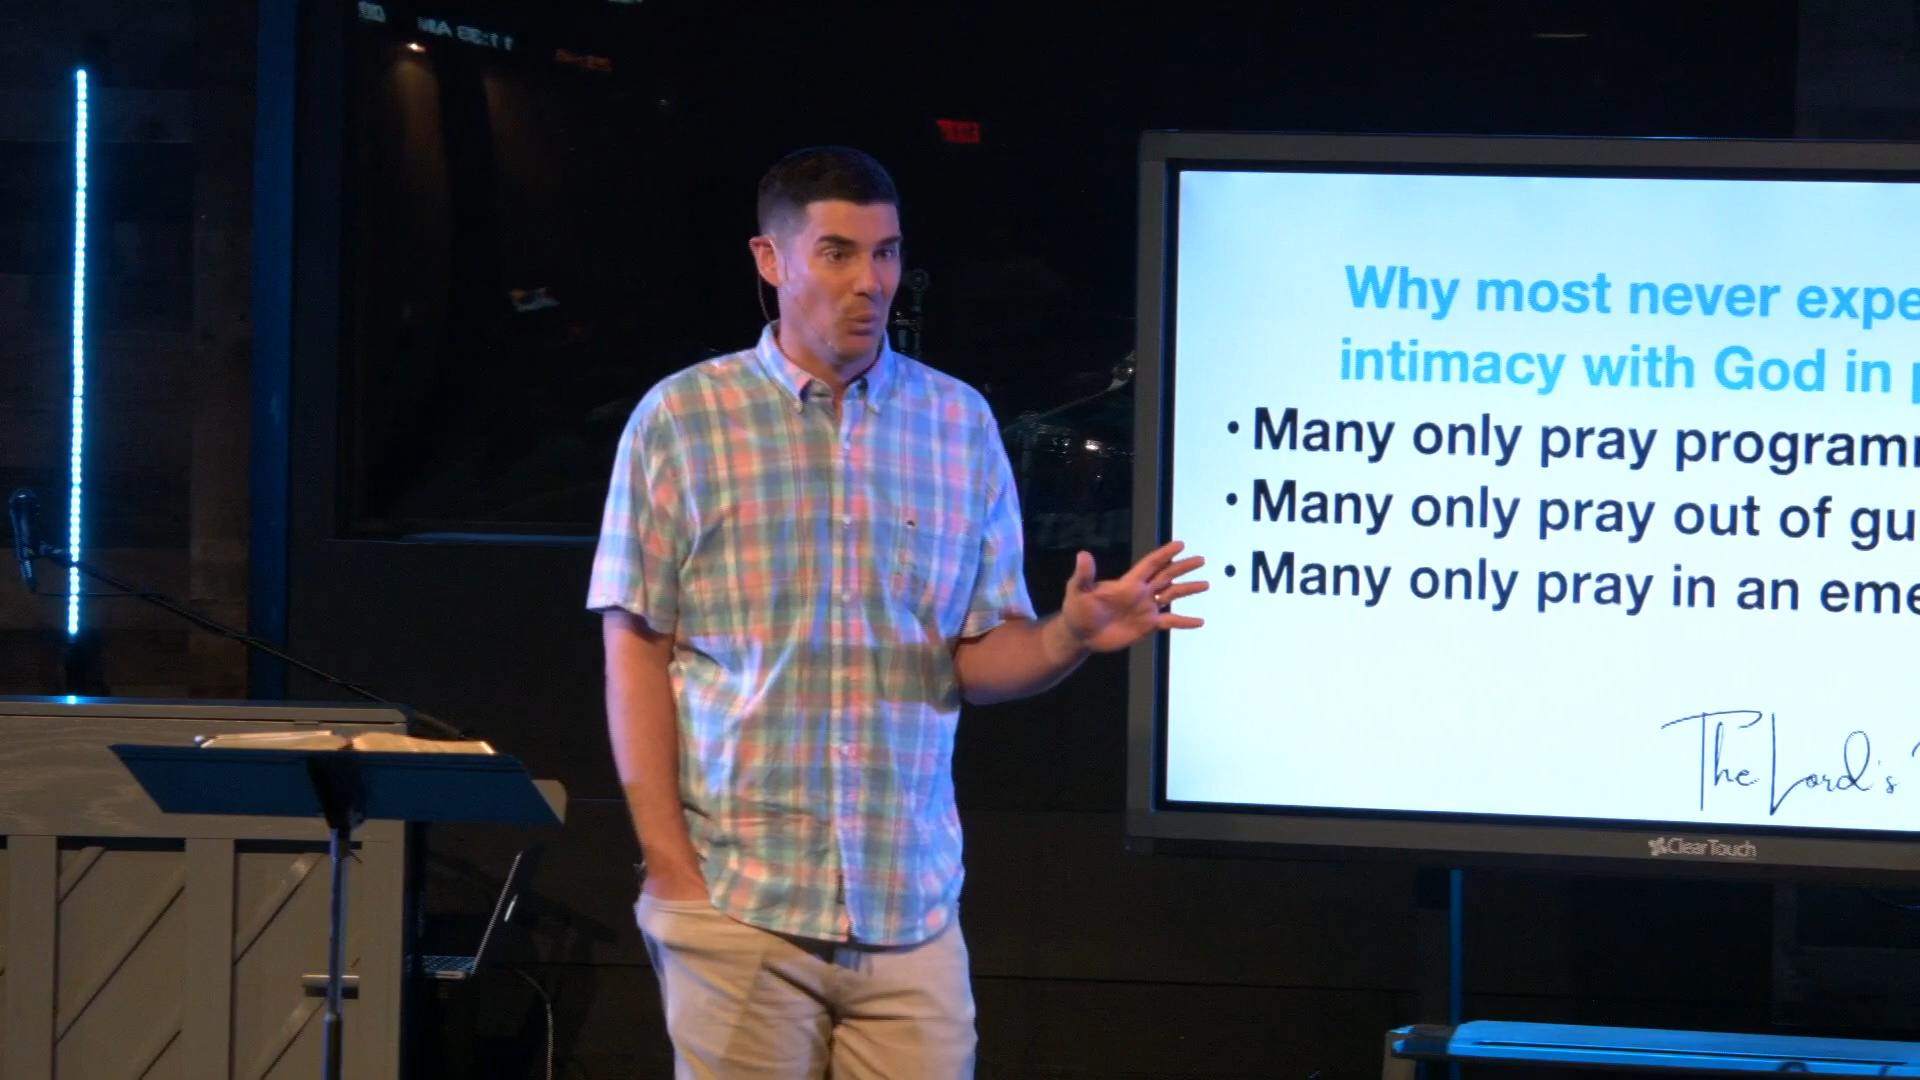 Why most never expe
intimacy with God in p
• Many only pray program
• Many only pray out of gu
• Many only pray in an eme
The Lord's
ClearTouch